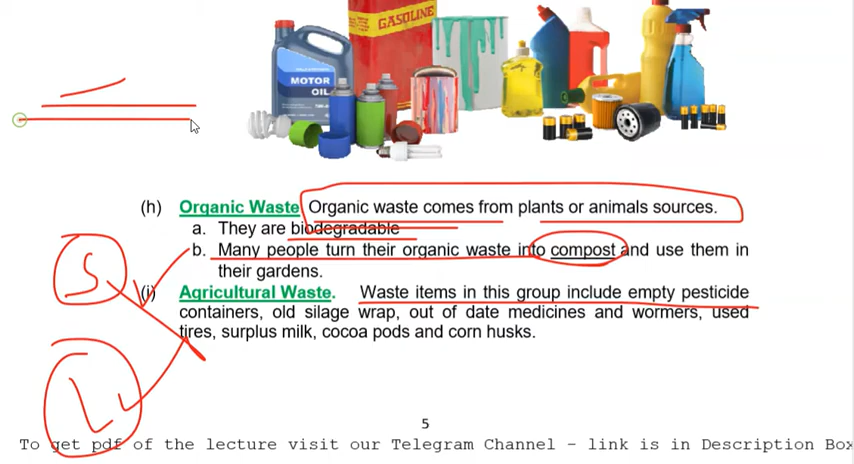 GASOLINE
MOTOR
OIL
(h) Organic Waste Organic waste comes from plants or animals sources.
a. They are biodegradable
b. Many people turn their organic waste into compost and use them in
their gardens.
S
(i) Agricultural Waste. Waste items in this group include empty pesticide
containers, old silage wrap, out of date medicines and wormers, used
tires, surplus milk, cocoa pods and corn husks.
L
5
To get pdf of the lecture visit our Telegram Channel – link is in Description Box